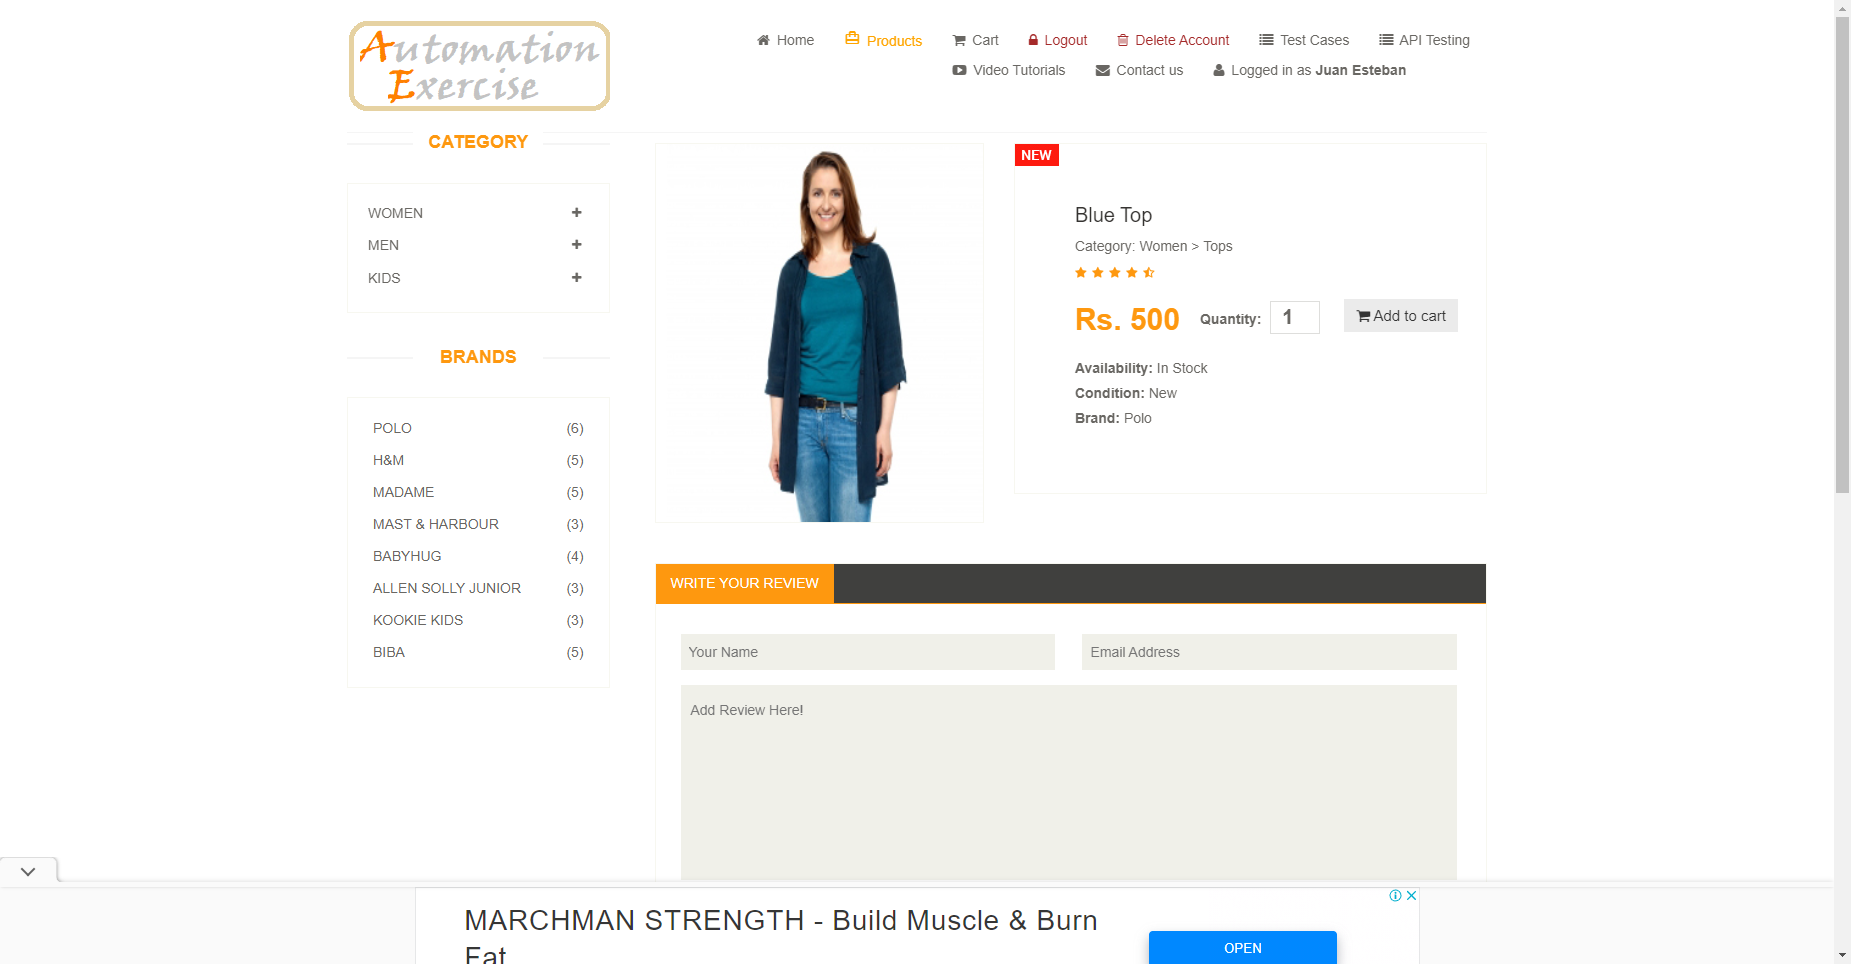 Automation
Exercise
Home
Products
Cart
Logout
Delete Account
Test Cases
API Testing
Video Tutorials
Contact us
Logged in as Juan Esteban
CATEGORY
WOMEN
MEN
KIDS
BRANDS
POLO (6)
H&M (5)
MADAME (5)
MAST & HARBOUR (3)
BABYHUG (4)
ALLEN SOLLY JUNIOR (3)
KOOKIE KIDS (3)
BIBA (5)
NEW
Blue Top
Category: Women > Tops
Rs. 500 Quantity: 1 Add to cart
Availability: In Stock
Condition: New
Brand: Polo
WRITE YOUR REVIEW
Your Name
Email Address
Add Review Here!
MARCHMAN STRENGTH - Build Muscle & Burn
Fat
OPEN